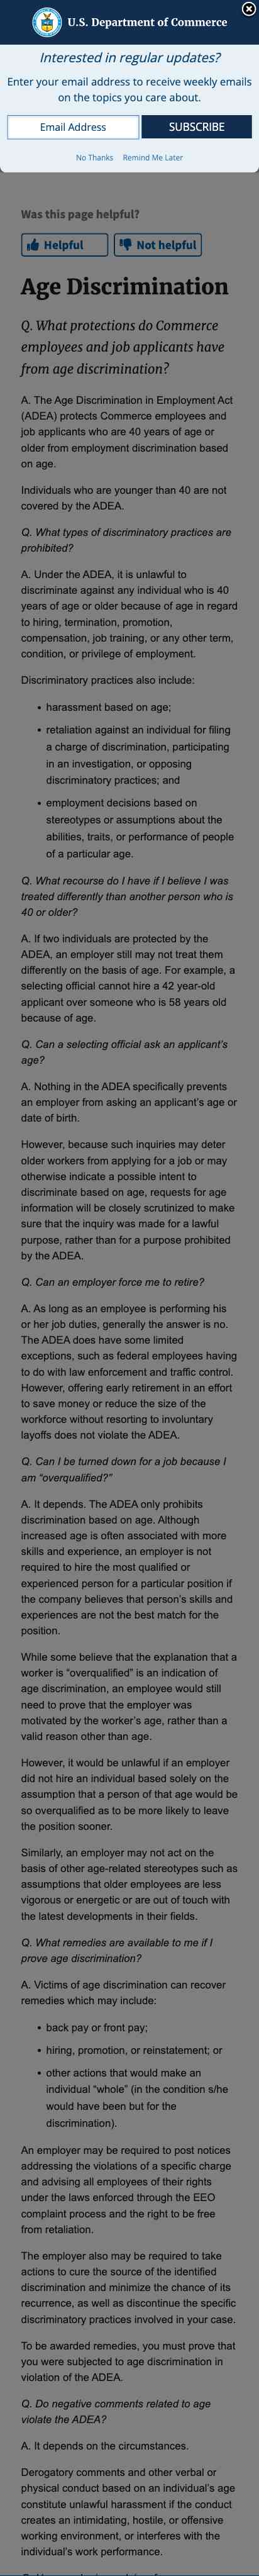 U.S. Department of Commerce
Interested in regular updates?
Enter your email address to receive weekly emails
on the topics you care about.
Email Address
SUBSCRIBE
No Thanks Remind Me Later
Was this page helpful?
Helpful
Not helpful
Age Discrimination
Q. What protections do Commerce
employees and job applicants have
from age discrimination?
A. The Age Discrimination in Employment Act
(ADEA) protects Commerce employees and
job applicants who are 40 years of age or
older from employment discrimination based
on age.
Individuals who are younger than 40 are not
covered by the ADEA.
Q. What types of discriminatory practices are
prohibited?
A. Under the ADEA, it is unlawful to
discriminate against any individual who is 40
years of age or older because of age in regard
to hiring, termination, promotion,
compensation, job training, or any other term,
condition, or privilege of employment.
Discriminatory practices also include:
• harassment based on age;
• retaliation against an individual for filing
a charge of discrimination, participating
in an investigation, or opposing
discriminatory practices; and
• employment decisions based on
stereotypes or assumptions about the
abilities, traits, or performance of people
of a particular age.
Q. What recourse do I have if I believe I was
treated differently than another person who is
40 or older?
A. If two individuals are protected by the
ADEA, an employer still may not treat them
differently on the basis of age. For example, a
selecting official cannot hire a 42 year-old
applicant over someone who is 58 years old
because of age.
Q. Can a selecting official ask an applicant’s
age?
A. Nothing in the ADEA specifically prevents
an employer from asking an applicant’s age or
date of birth.
However, because such inquiries may deter
older workers from applying for a job or may
otherwise indicate a possible intent to
discriminate based on age, requests for age
information will be closely scrutinized to make
sure that the inquiry was made for a lawful
purpose, rather than for a purpose prohibited
by the ADEA.
Q. Can an employer force me to retire?
A. As long as an employee is performing his
or her job duties, generally the answer is no.
The ADEA does have some limited
exceptions, such as federal employees having
to do with law enforcement and traffic control.
However, offering early retirement in an effort
to save money or reduce the size of the
workforce without resorting to involuntary
layoffs does not violate the ADEA.
Q. Can I be turned down for a job because I
am “overqualified?”
A. It depends. The ADEA only prohibits
discrimination based on age. Although
increased age is often associated with more
skills and experience, an employer is not
required to hire the most qualified or
experienced person for a particular position if
the company believes that person’s skills and
experiences are not the best match for the
position.
While some believe that the explanation that a
worker is “overqualified” is an indication of
age discrimination, an employee would still
need to prove that the employer was
motivated by the worker’s age, rather than a
valid reason other than age.
However, it would be unlawful if an employer
did not hire an individual based solely on the
assumption that a person of that age would be
so overqualified as to be more likely to leave
the position sooner.
Similarly, an employer may not act on the
basis of other age-related stereotypes such as
assumptions that older employees are less
vigorous or energetic or are out of touch with
the latest developments in their fields.
Q. What remedies are available to me if I
prove age discrimination?
A. Victims of age discrimination can recover
remedies which may include:
• back pay or front pay;
• hiring, promotion, or reinstatement; or
• other actions that would make an
individual “whole” (in the condition s/he
would have been but for the
discrimination).
An employer may be required to post notices
addressing the violations of a specific charge
and advising all employees of their rights
under the laws enforced through the EEO
complaint process and the right to be free
from retaliation.
The employer also may be required to take
actions to cure the source of the identified
discrimination and minimize the chance of its
recurrence, as well as discontinue the specific
discriminatory practices involved in your case.
To be awarded remedies, you must prove that
you were subjected to age discrimination in
violation of the ADEA.
Q. Do negative comments related to age
violate the ADEA?
A. It depends on the circumstances.
Derogatory comments and other verbal or
physical conduct based on an individual’s age
constitute unlawful harassment if the conduct
creates an intimidating, hostile, or offensive
working environment, or interferes with the
individual’s work performance.